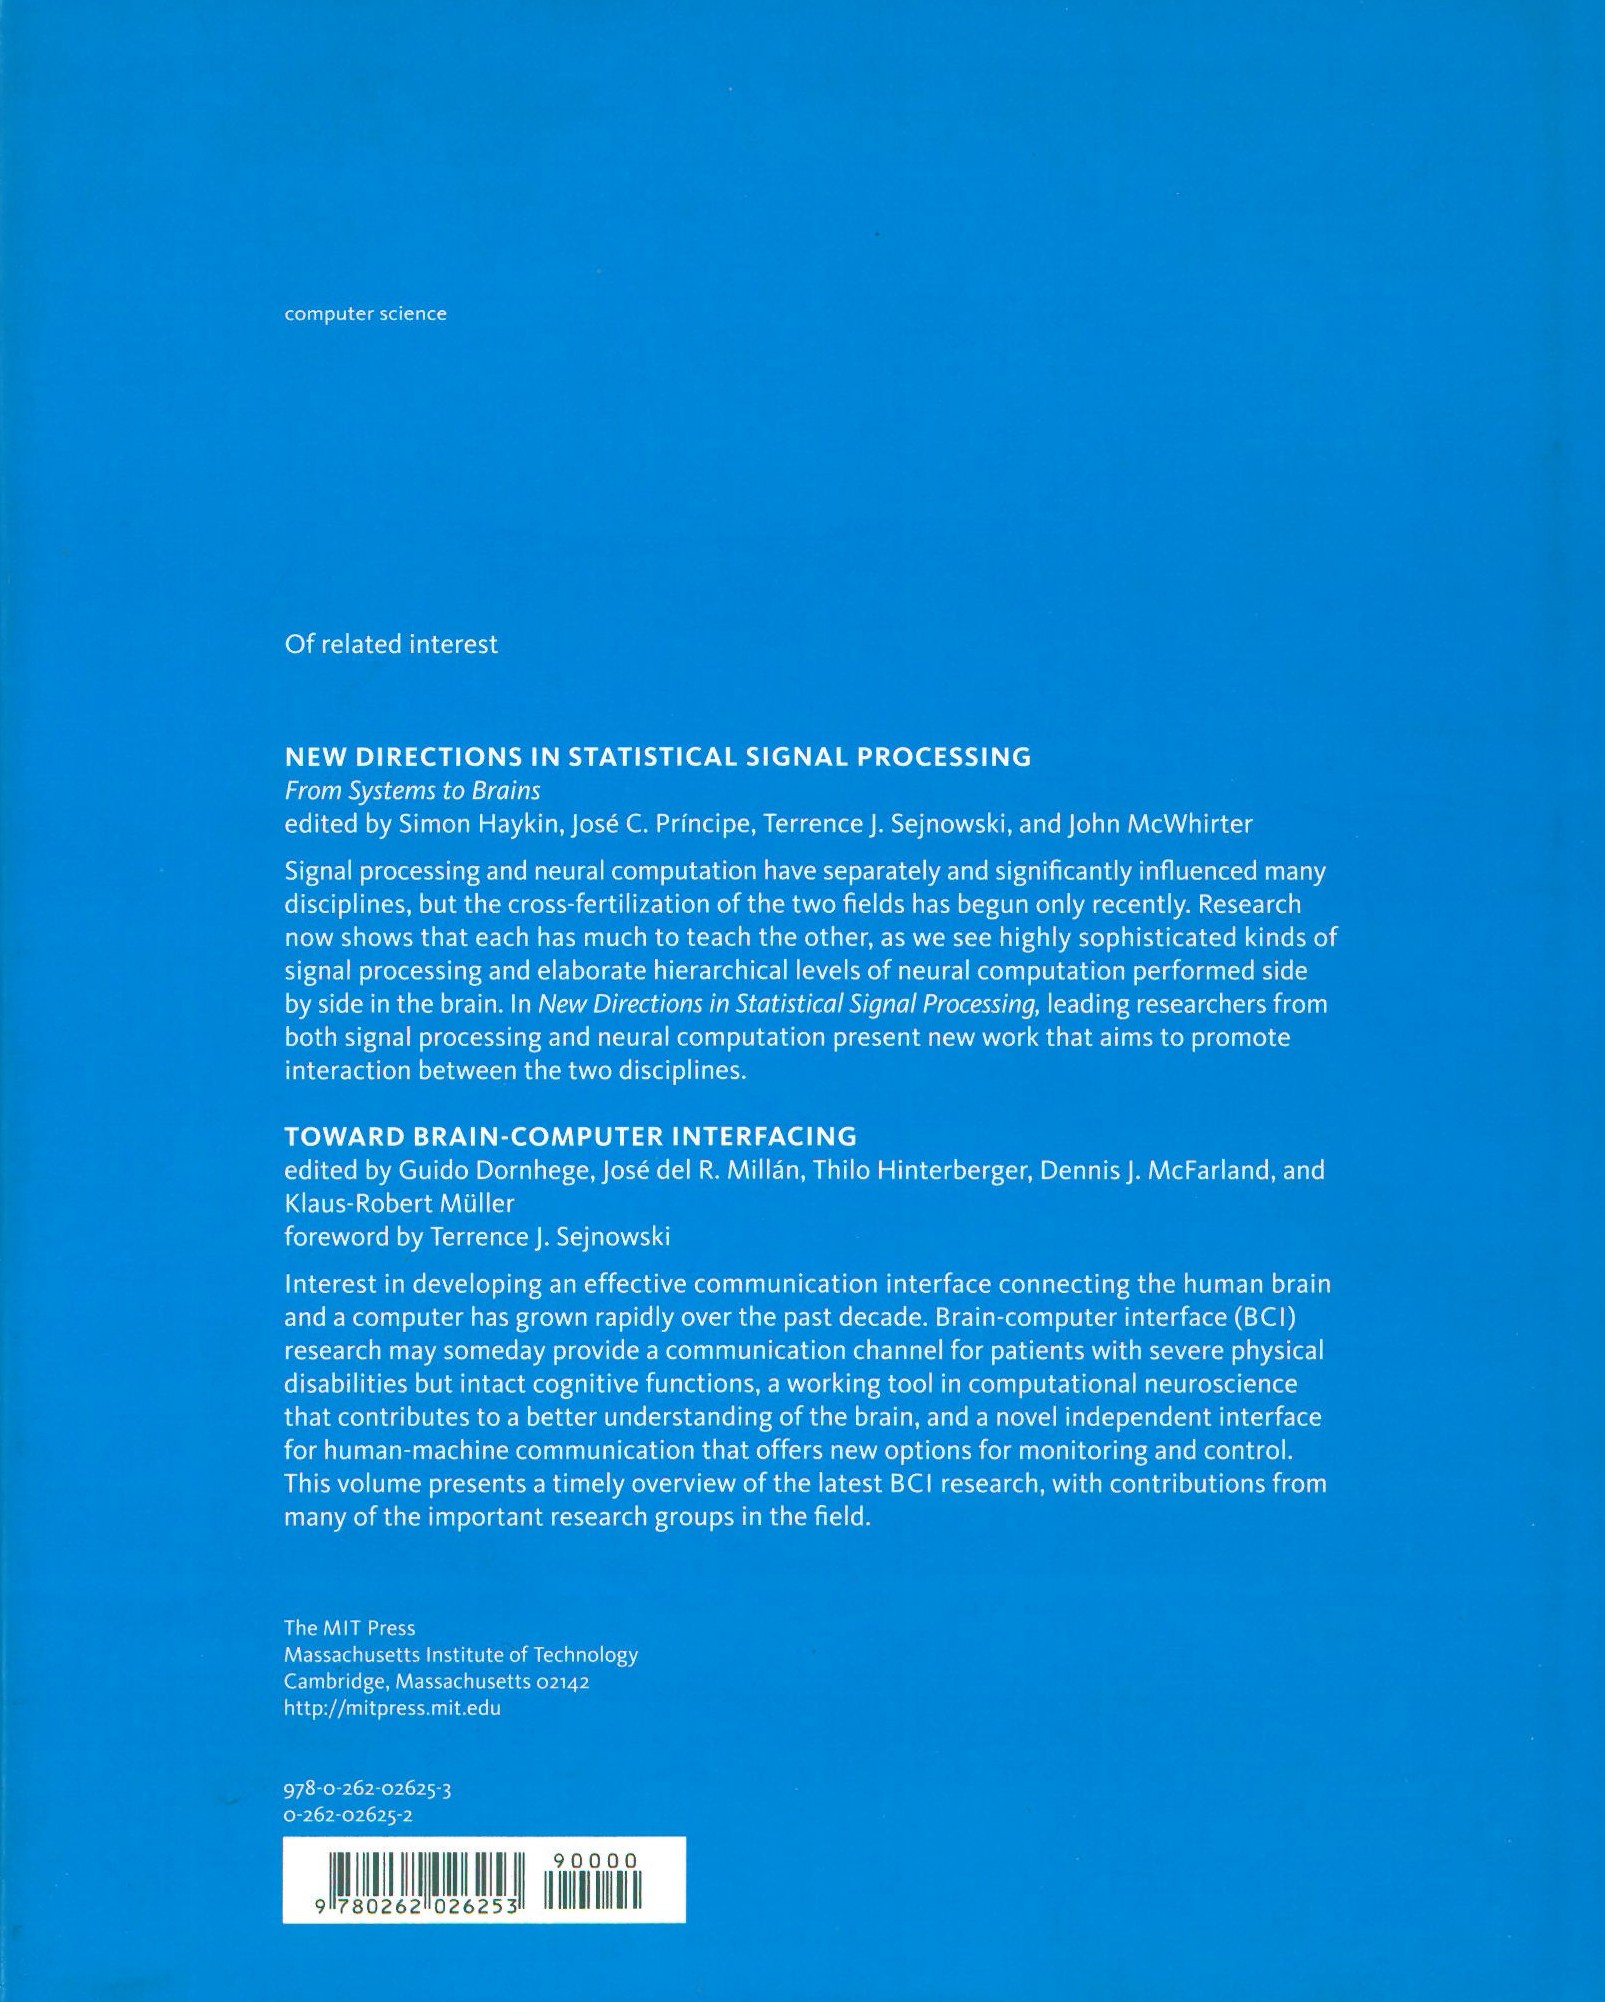 computer science
Of related interest
NEW DIRECTIONS IN STATISTICAL SIGNAL PROCESSING
From Systems to Brains
edited by Simon Haykin, José C. Príncipe, Terrence J. Sejnowski, and John McWhirter
Signal processing and neural computation have separately and significantly influenced many
disciplines, but the cross-fertilization of the two fields has begun only recently. Research
now shows that each has much to teach the other, as we see highly sophisticated kinds of
signal processing and elaborate hierarchical levels of neural computation performed side
by side in the brain. In New Directions in Statistical Signal Processing, leading researchers from
both signal processing and neural computation present new work that aims to promote
interaction between the two disciplines.
TOWARD BRAIN-COMPUTER INTERFACING
edited by Guido Dornhege, José del R. Millán, Thilo Hinterberger, Dennis J. McFarland, and
Klaus-Robert Müller
foreword by Terrence J. Sejnowski
Interest in developing an effective communication interface connecting the human brain
and a computer has grown rapidly over the past decade. Brain-computer interface (BCI)
research may someday provide a communication channel for patients with severe physical
disabilities but intact cognitive functions, a working tool in computational neuroscience
that contributes to a better understanding of the brain, and a novel independent interface
for human-machine communication that offers new options for monitoring and control.
This volume presents a timely overview of the latest BCI research, with contributions from
many of the important research groups in the field.
The MIT Press
Massachusetts Institute of Technology
Cambridge, Massachusetts 02142
http://mitpress.mit.edu
978-0-262-02625-3
0-262-02625-2
90000
9 780262 026253